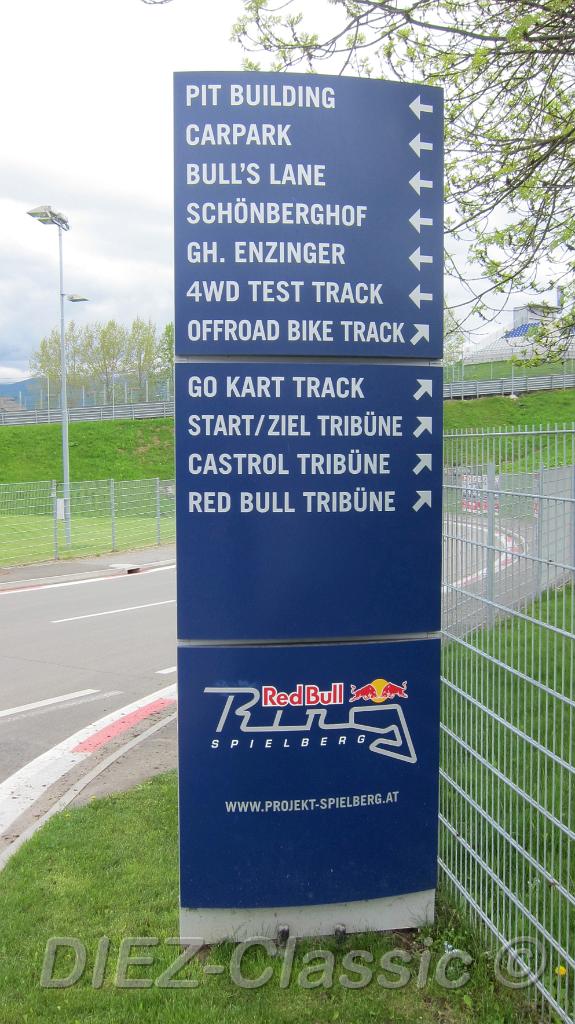 PIT BUILDING ←
CARPARK ←
BULL'S LANE ←
SCHÖNBERGHOF ←
GH. ENZINGER ←
4WD TEST TRACK ←
OFFROAD BIKE TRACK ↗
GO KART TRACK ↗
START/ZIEL TRIBÜNE ↗
CASTROL TRIBÜNE ↗
RED BULL TRIBÜNE ↗
Red Bull
Ring
SPIELBERG
WWW.PROJEKT-SPIELBERG.AT
DIEZ-Classic ©